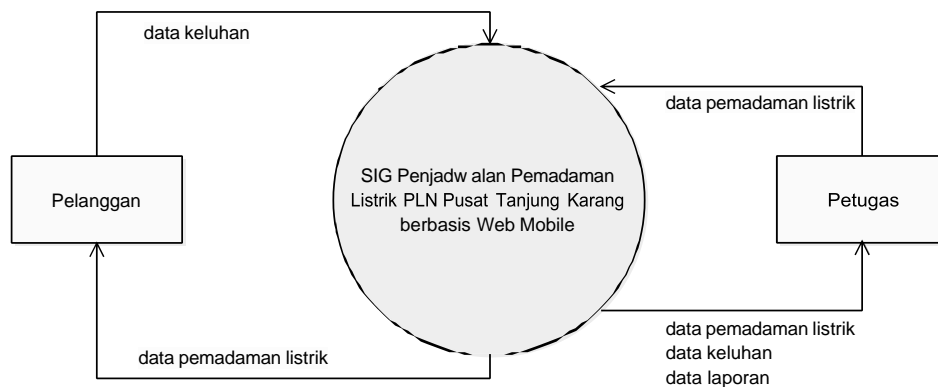 data keluhan
data pemadaman listrik
SIG Penjadw alan Pemadaman
Listrik PLN Pusat Tanjung Karang
berbasis Web Mobile
Pelanggan
Petugas
data pemadaman listrik
data pemadaman listrik
data keluhan
data laporan